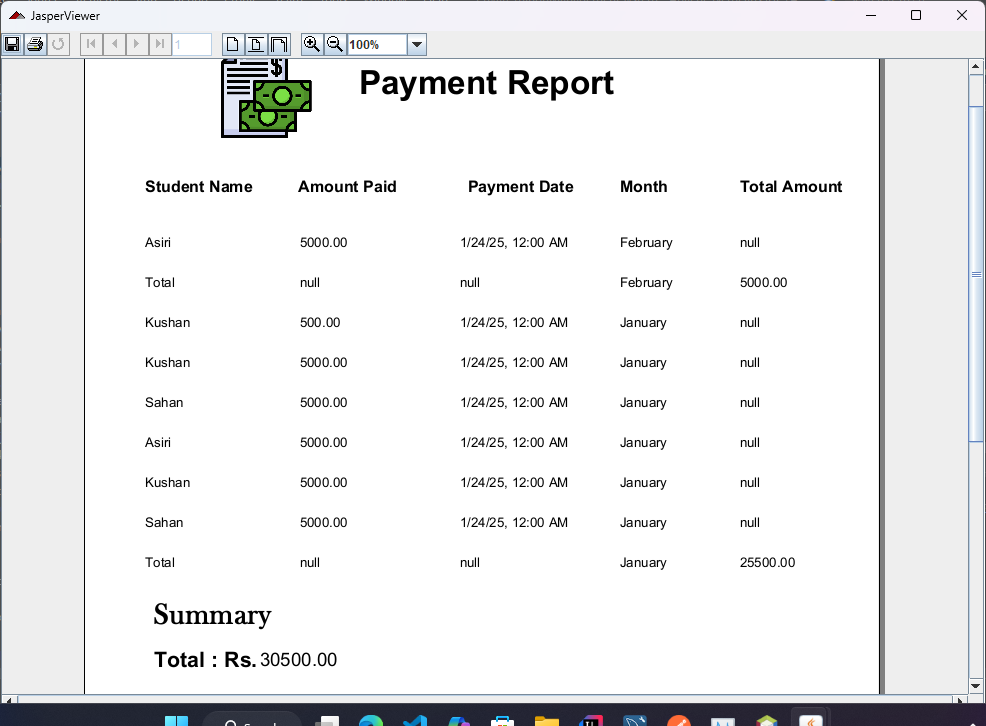 JasperViewer
1
100%
$
Payment Report
Student Name Amount Paid Payment Date Month Total Amount
Asiri 5000.00 1/24/25, 12:00 AM February null
Total null null February 5000.00
Kushan 500.00 1/24/25, 12:00 AM January null
Kushan 5000.00 1/24/25, 12:00 AM January null
Sahan 5000.00 1/24/25, 12:00 AM January null
Asiri 5000.00 1/24/25, 12:00 AM January null
Kushan 5000.00 1/24/25, 12:00 AM January null
Sahan 5000.00 1/24/25, 12:00 AM January null
Total null null January 25500.00
Summary
Total : Rs. 30500.00